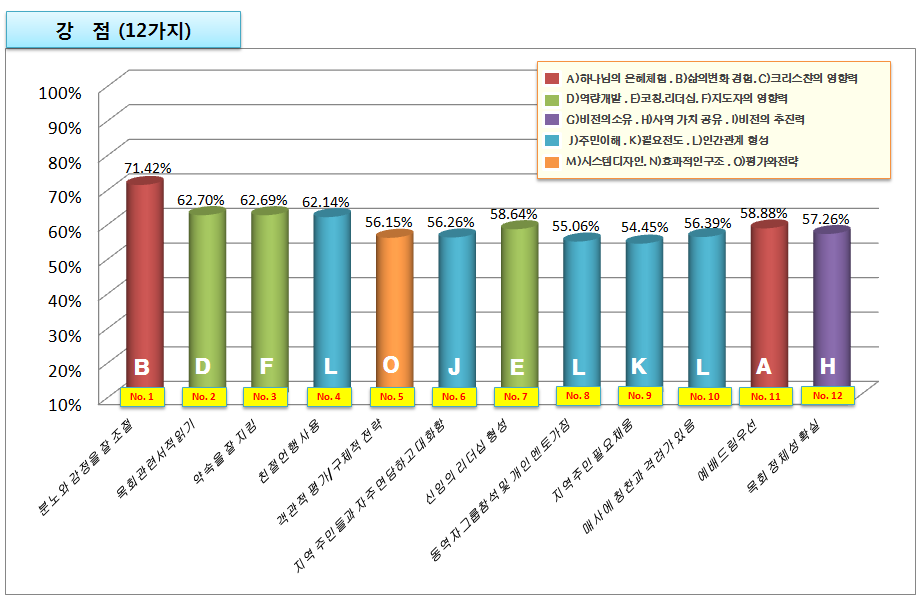 강 점 (12가지)
A)하나님의 은혜체험 . B)삶의변화 경험, C)크리스챤의 영향력
D)역량개발 . E)코칭.리더십. F)지도자의 영향력
G)비전의소유 . H)사역 가치 공유 . I)비전의 추진력
J)주민이해 . K)필요전도 . L)인간관계 형성
M)시스템디자인. N)효과적인구조 . O)평가와전략
100%
90%
80%
70%
60%
50%
40%
30%
20%
10%
71.42%
62.70%
62.69%
62.14%
56.15%
56.26%
58.64%
55.06%
54.45%
56.39%
58.88%
57.26%
B
D
F
L
O
J
E
L
K
L
A
H
No. 1
No. 2
No. 3
No. 4
No. 5
No. 6
No. 7
No. 8
No. 9
No. 10
No. 11
No. 12
분노와 감정을 잘 조절
목회관련서적읽기
약속을 잘 지킴
친절언행 사용
객관적 평가/구체적 전략
지역 주민들과 자주 면담하고 대화함
신앙의 리더십 형성
동역자그룹참석 및 개인 멘토가짐
지역주민 필요채움
매사에 칭찬과 격려가 있음
예배드림우선
목회 정체성 확실